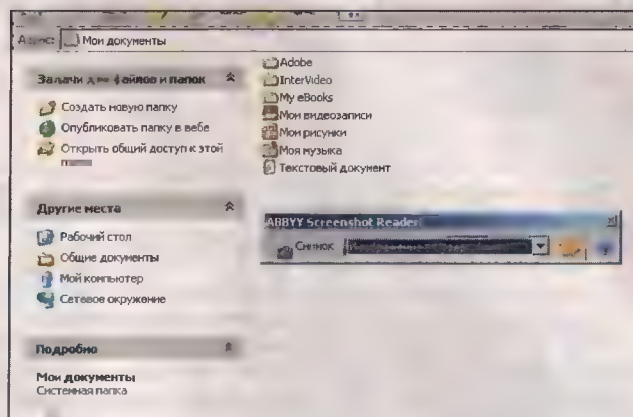 Адрес: Мои документы
Задачи для файлов и папок
Создать новую папку
Опубликовать папку в вебе
Открыть общий доступ к этой
папке
Другие места
Рабочий стол
Общие документы
Мой компьютер
Сетевое окружение
Подробно
Мои документы
Системная папка
Adobe
InterVideo
My eBooks
Мои видеозаписи
Мои рисунки
Моя музыка
Текстовый документ
ABBYY Screenshot Reader
Снимок